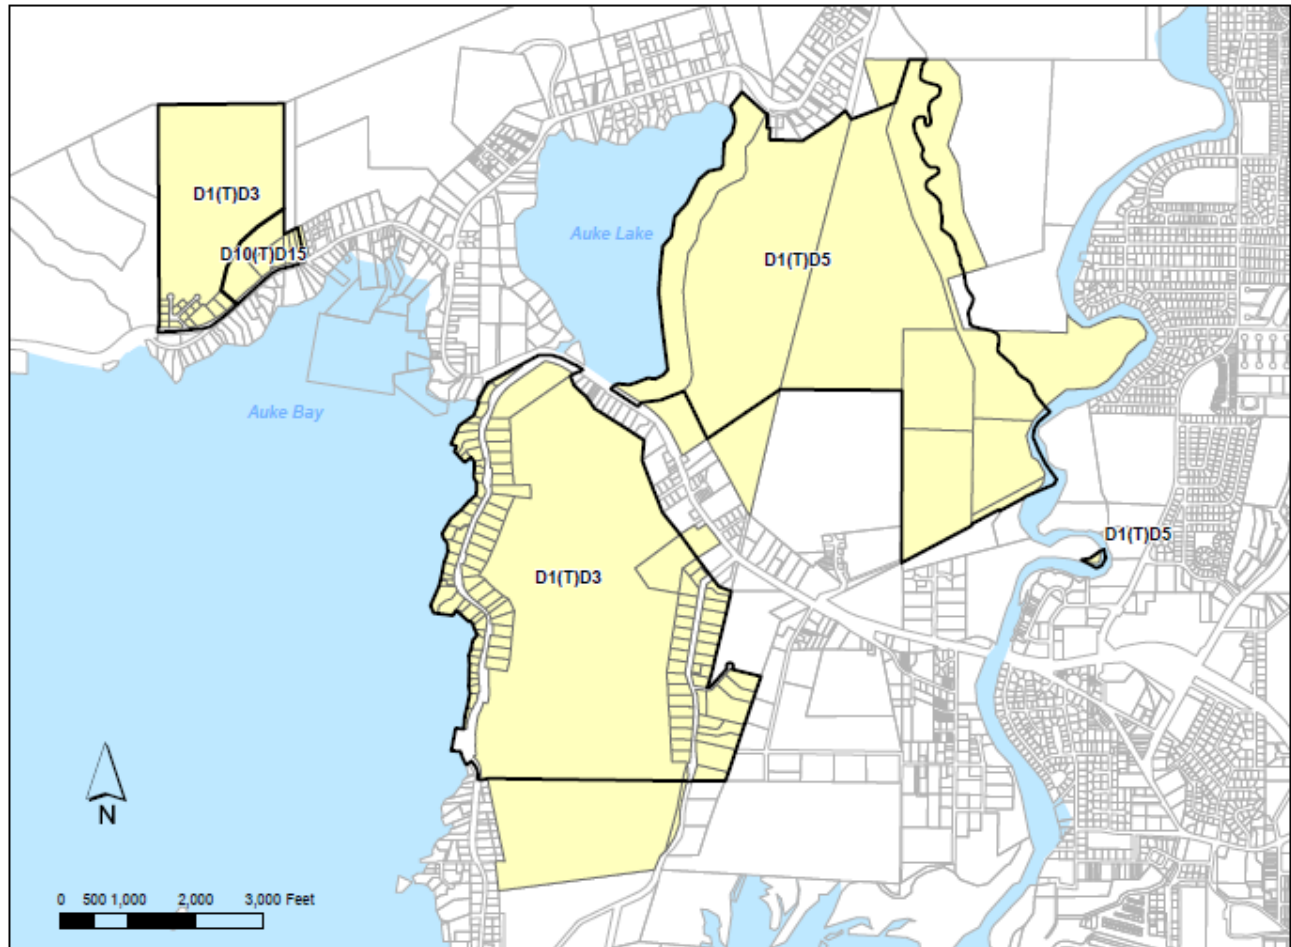 D1(T)D3
D10(T)D15
Auke Lake
D1(T)D5
Auke Bay
D1(T)D5
D1(T)D3
N
0 500 1,000 2,000 3,000 Feet